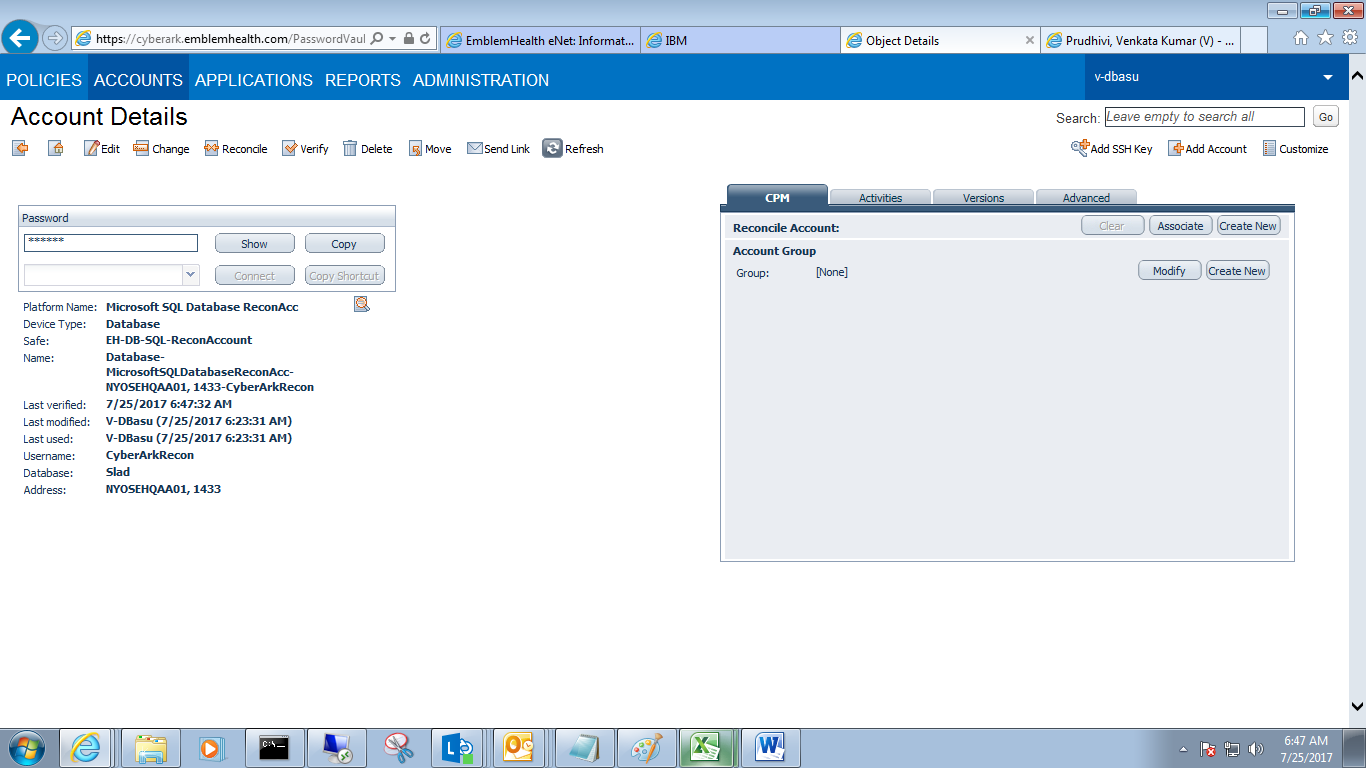 https://cyberark.emblemhealth.com/PasswordVaul
EmblemHealth eNet: Informat...
IBM
Object Details
Prudhivi, Venkata Kumar (V) - ...
POLICIES ACCOUNTS APPLICATIONS REPORTS ADMINISTRATION
v-dbasu
Account Details
Search: Leave empty to search all Go
Edit Change Reconcile Verify Delete Move Send Link Refresh
Add SSH Key Add Account Customize
Password
****** Show Copy
Connect Copy Shortcut
Platform Name: Microsoft SQL Database ReconAcc
Device Type: Database
Safe: EH-DB-SQL-ReconAccount
Name: Database-
MicrosoftSQLDatabaseReconAcc-
NYOSEHQAA01, 1433-CyberArkRecon
Last verified: 7/25/2017 6:47:32 AM
Last modified: V-DBasu (7/25/2017 6:23:31 AM)
Last used: V-DBasu (7/25/2017 6:23:31 AM)
Username: CyberArkRecon
Database: Slad
Address: NYOSEHQAA01, 1433
CPM Activities Versions Advanced
Reconcile Account: Clear Associate Create New
Account Group
Group: [None] Modify Create New
6:47 AM
7/25/2017